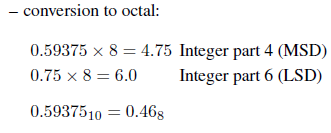 – conversion to octal:
0.59375 × 8 = 4.75 Integer part 4 (MSD)
0.75 × 8 = 6.0 Integer part 6 (LSD)
0.59375₁₀ = 0.46₈